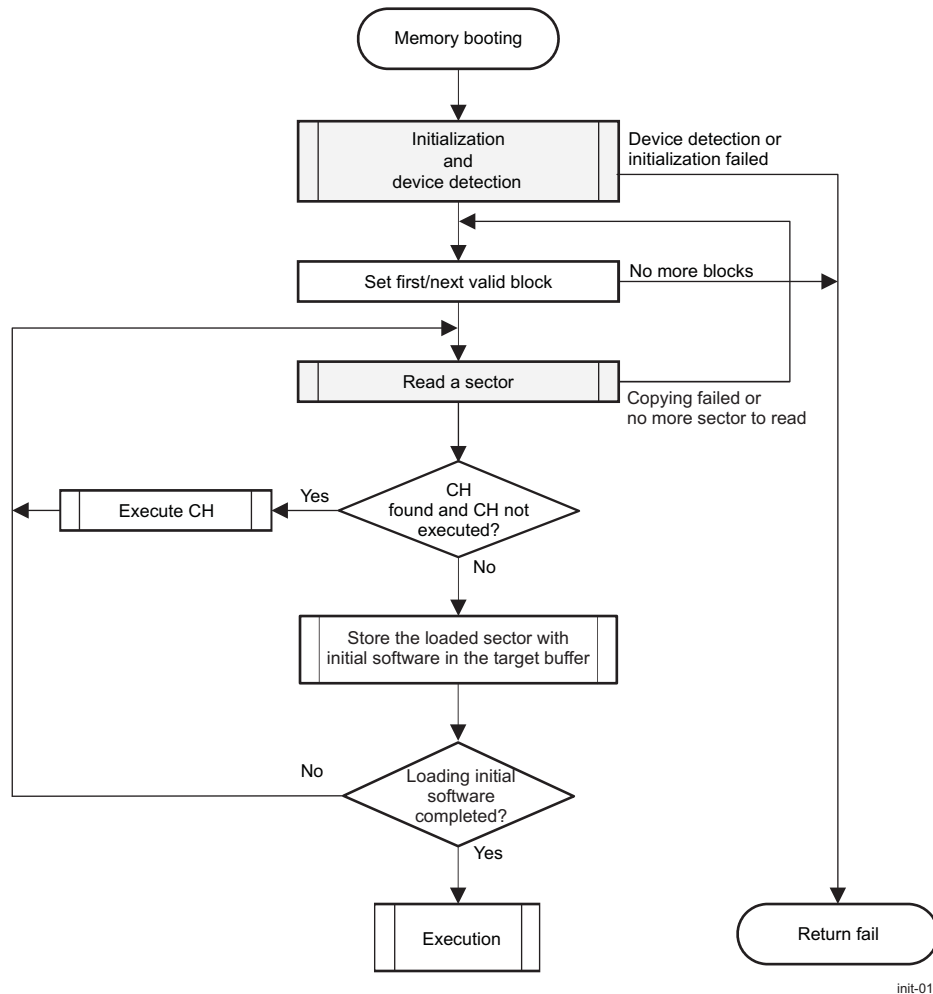 Memory booting
Initialization
and
device detection
Device detection or
initialization failed
Set first/next valid block
No more blocks
Read a sector
Copying failed or
no more sector to read
CH
found and CH not
executed?
Yes
Execute CH
No
Store the loaded sector with
initial software in the target buffer
No
Loading initial
software
completed?
Yes
Execution
Return fail
init-01